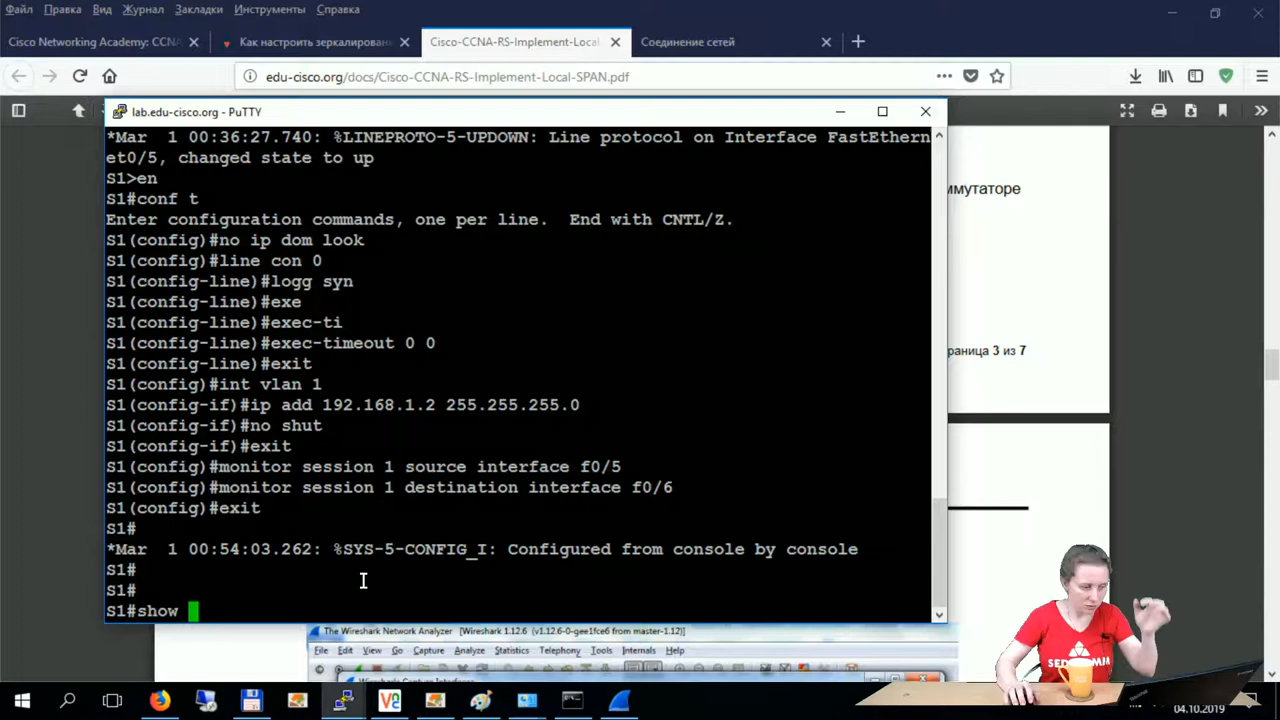 Файл Правка Вид Журнал Закладки Инструменты Справка
Cisco Networking Academy: CCNA
Как настроить зеркалирован
Cisco-CCNA-RS-Implement-Local
Соединение сетей
edu-cisco.org/docs/Cisco-CCNA-RS-Implement-Local-SPAN.pdf
lab.edu-cisco.org - PuTTY
*Mar  1 00:36:27.740: %LINEPROTO-5-UPDOWN: Line protocol on Interface FastEthern
et0/5, changed state to up
S1>en
S1#conf t
Enter configuration commands, one per line.  End with CNTL/Z.
S1(config)#no ip dom look
S1(config)#line con 0
S1(config-line)#logg syn
S1(config-line)#exe
S1(config-line)#exec-ti
S1(config-line)#exec-timeout 0 0
S1(config-line)#exit
S1(config)#int vlan 1
S1(config-if)#ip add 192.168.1.2 255.255.255.0
S1(config-if)#no shut
S1(config-if)#exit
S1(config)#monitor session 1 source interface f0/5
S1(config)#monitor session 1 destination interface f0/6
S1(config)#exit
S1#
*Mar  1 00:54:03.262: %SYS-5-CONFIG_I: Configured from console by console
S1#
S1#
S1#show
ммутаторе
раница 3 из 7
The Wireshark Network Analyzer [Wireshark 1.12.6 (v1.12.6-0-gee1fce6 from master-1.12)]
File Edit View Go Capture Analyze Statistics Telephony Tools Internals Help
Wireshark: Capture Interfaces
04.10.2019